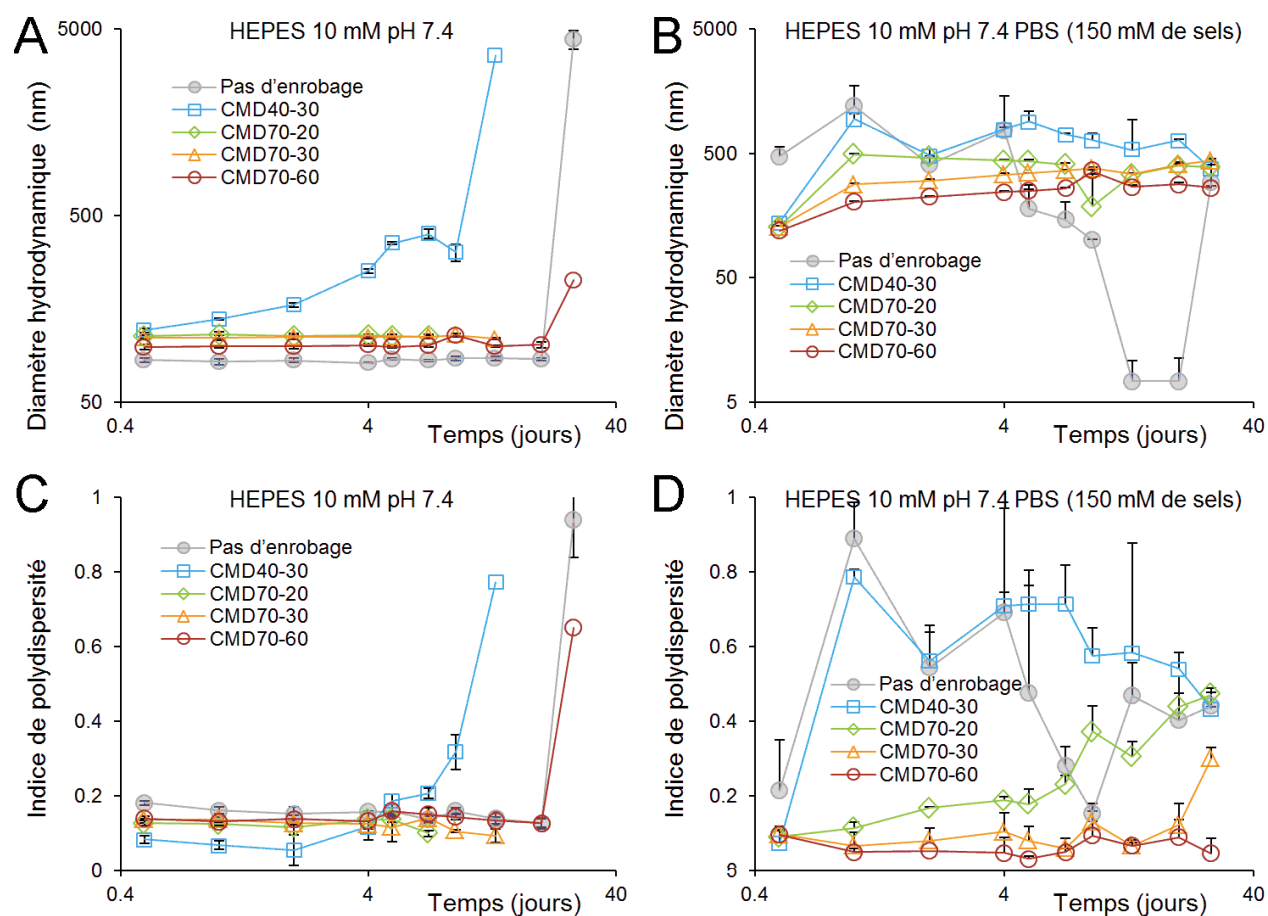 A
HEPES 10 mM pH 7.4
Diamètre hydrodynamique (nm)
5000
500
50
0.4
4
40
Temps (jours)
Pas d’enrobage
CMD40-30
CMD70-20
CMD70-30
CMD70-60
B
HEPES 10 mM pH 7.4 PBS (150 mM de sels)
Diamètre hydrodynamique (nm)
5000
500
50
5
0.4
4
40
Temps (jours)
Pas d’enrobage
CMD40-30
CMD70-20
CMD70-30
CMD70-60
C
HEPES 10 mM pH 7.4
Indice de polydispersité
1
0.8
0.6
0.4
0.2
0
0.4
4
40
Temps (jours)
Pas d’enrobage
CMD40-30
CMD70-20
CMD70-30
CMD70-60
D
HEPES 10 mM pH 7.4 PBS (150 mM de sels)
Indice de polydispersité
1
0.8
0.6
0.4
0.2
0
0.4
4
40
Temps (jours)
Pas d’enrobage
CMD40-30
CMD70-20
CMD70-30
CMD70-60